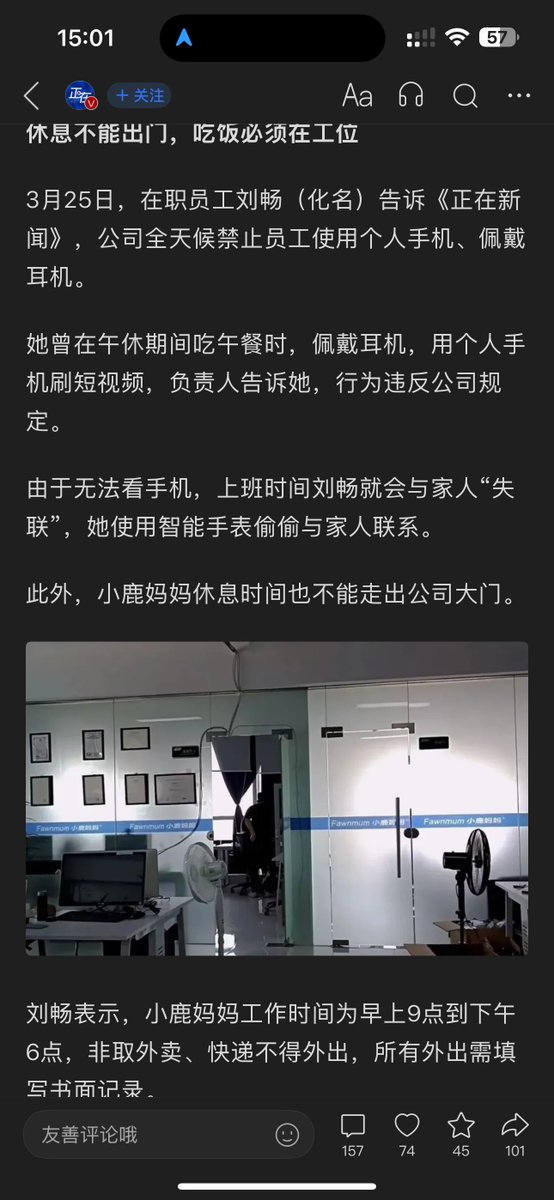 15:01
57
正在
+ 关注
Aa
休息不能出门，吃饭必须在工位
3月25日，在职员工刘畅（化名）告诉《正在新
闻》，公司全天候禁止员工使用个人手机、佩戴
耳机。
她曾在午休期间吃午餐时，佩戴耳机，用个人手
机刷短视频，负责人告诉她，行为违反公司规
定。
由于无法看手机，上班时间刘畅就会与家人“失
联”，她使用智能手表偷偷与家人联系。
此外，小鹿妈妈休息时间也不能走出公司大门。
Fawnmum 小鹿妈妈
Fawnmum 小鹿妈妈
Fawnmum 小鹿妈妈
Fawnmum 小鹿妈妈
刘畅表示，小鹿妈妈工作时间为早上9点到下午
6点，非取外卖、快递不得外出，所有外出需填
写书面记录。
友善评论哦
157
74
45
101